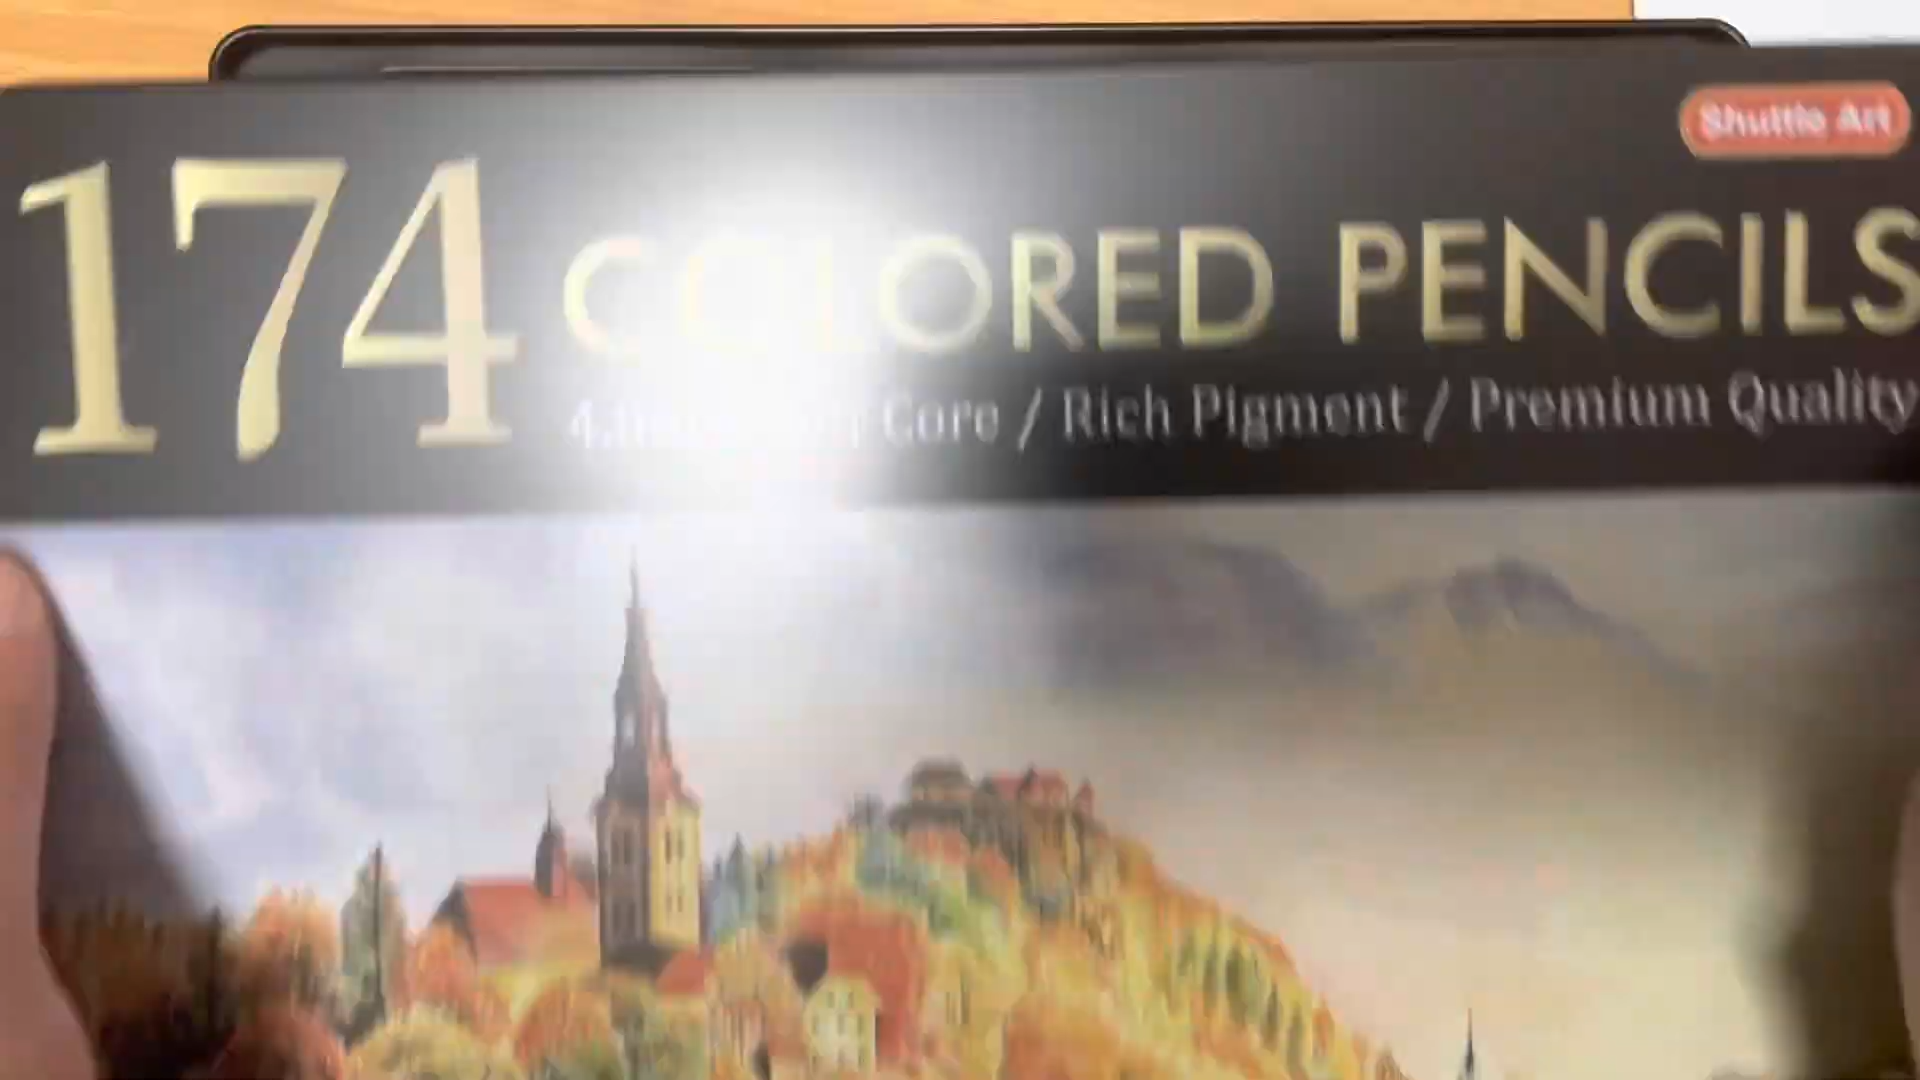 Shuttle Art
174 COLORED PENCILS
Core / Rich Pigment / Premium Quality